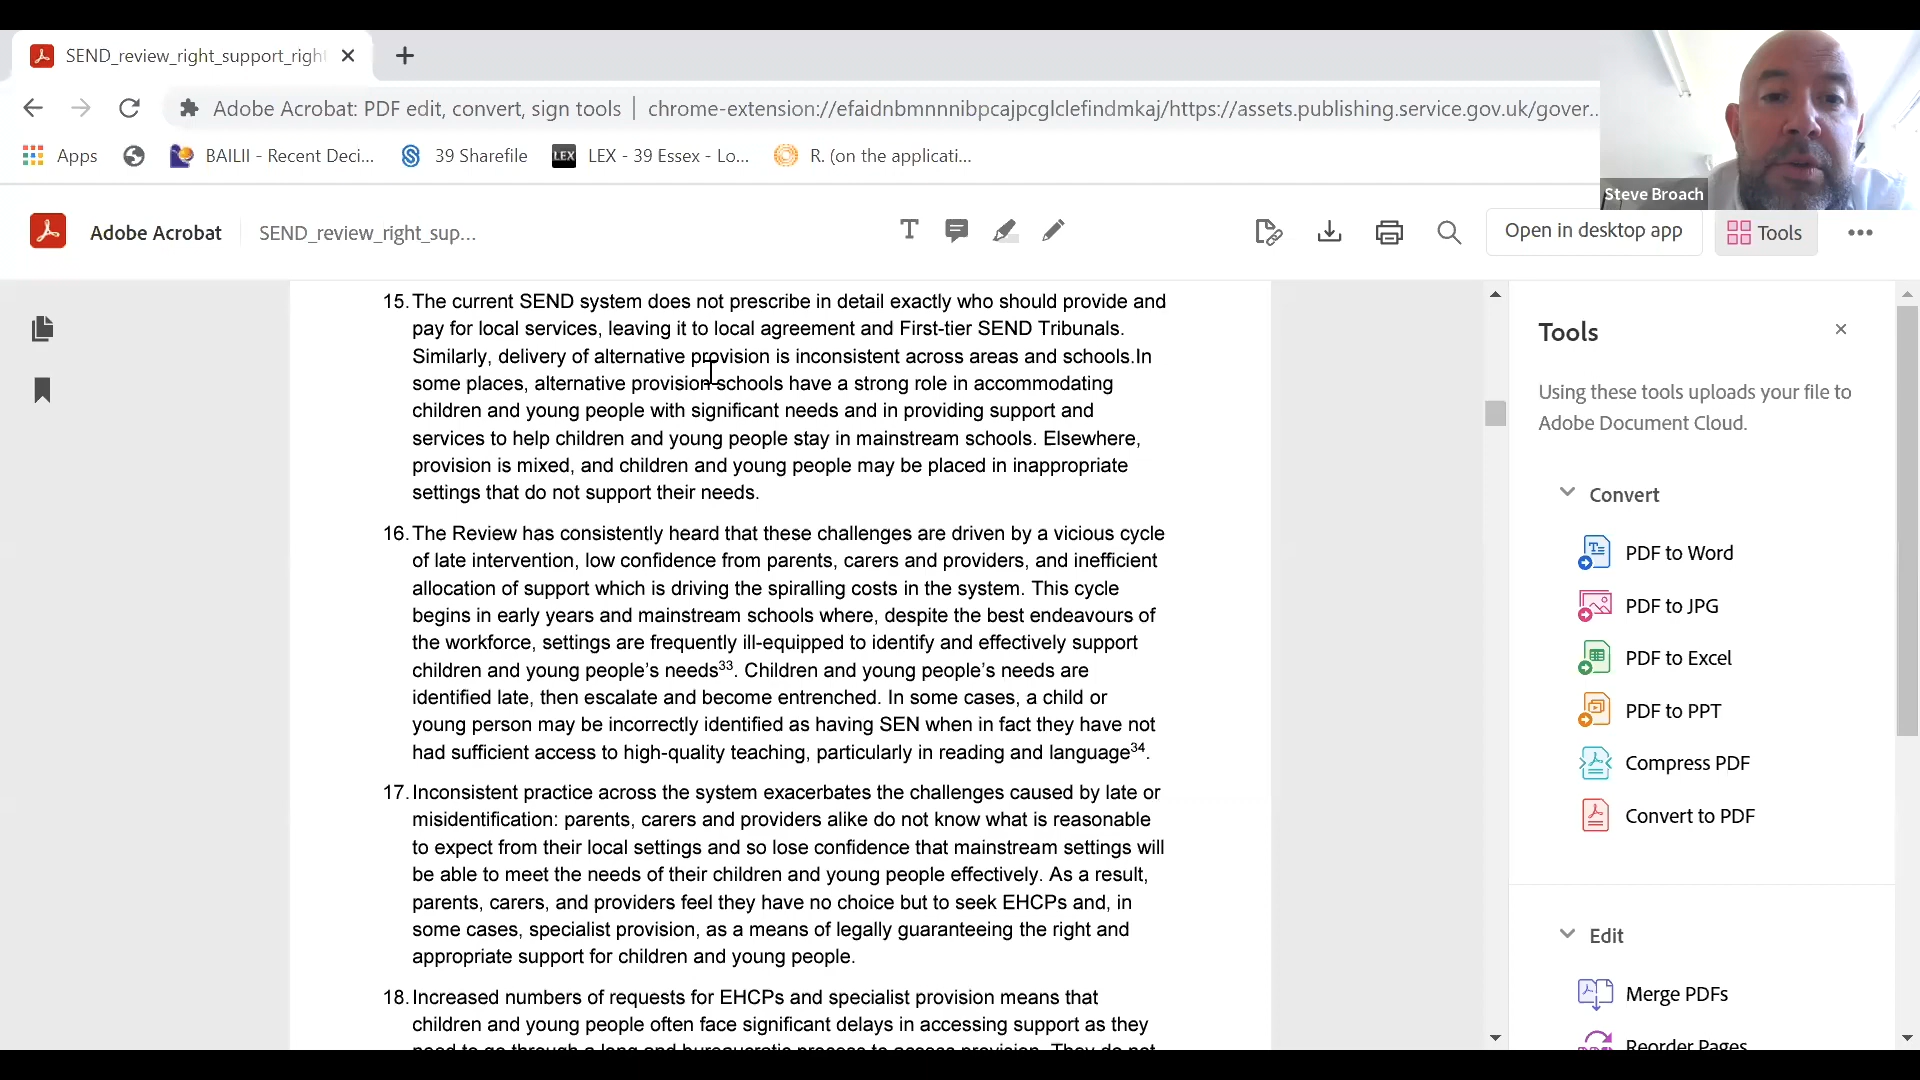 SEND_review_right_support_right
Adobe Acrobat: PDF edit, convert, sign tools | chrome-extension://efaidnbmnnnibpcajpcglclefindmkaj/https://assets.publishing.service.gov.uk/gover...
Apps BAILII - Recent Deci... 39 Sharefile LEX LEX - 39 Essex - Lo... R. (on the applicati...
Steve Broach
Adobe Acrobat SEND_review_right_sup... T Open in desktop app Tools
15. The current SEND system does not prescribe in detail exactly who should provide and
pay for local services, leaving it to local agreement and First-tier SEND Tribunals.
Similarly, delivery of alternative provision is inconsistent across areas and schools.In
some places, alternative provision schools have a strong role in accommodating
children and young people with significant needs and in providing support and
services to help children and young people stay in mainstream schools. Elsewhere,
provision is mixed, and children and young people may be placed in inappropriate
settings that do not support their needs.
16. The Review has consistently heard that these challenges are driven by a vicious cycle
of late intervention, low confidence from parents, carers and providers, and inefficient
allocation of support which is driving the spiralling costs in the system. This cycle
begins in early years and mainstream schools where, despite the best endeavours of
the workforce, settings are frequently ill-equipped to identify and effectively support
children and young people's needs33. Children and young people's needs are
identified late, then escalate and become entrenched. In some cases, a child or
young person may be incorrectly identified as having SEN when in fact they have not
had sufficient access to high-quality teaching, particularly in reading and language34.
17. Inconsistent practice across the system exacerbates the challenges caused by late or
misidentification: parents, carers and providers alike do not know what is reasonable
to expect from their local settings and so lose confidence that mainstream settings will
be able to meet the needs of their children and young people effectively. As a result,
parents, carers, and providers feel they have no choice but to seek EHCPs and, in
some cases, specialist provision, as a means of legally guaranteeing the right and
appropriate support for children and young people.
18. Increased numbers of requests for EHCPs and specialist provision means that
children and young people often face significant delays in accessing support as they
need to go through a long and bureaucratic process to access provision. They do not
Tools
Using these tools uploads your file to
Adobe Document Cloud.
Convert
PDF to Word
PDF to JPG
PDF to Excel
PDF to PPT
Compress PDF
Convert to PDF
Edit
Merge PDFs
Reorder Pages